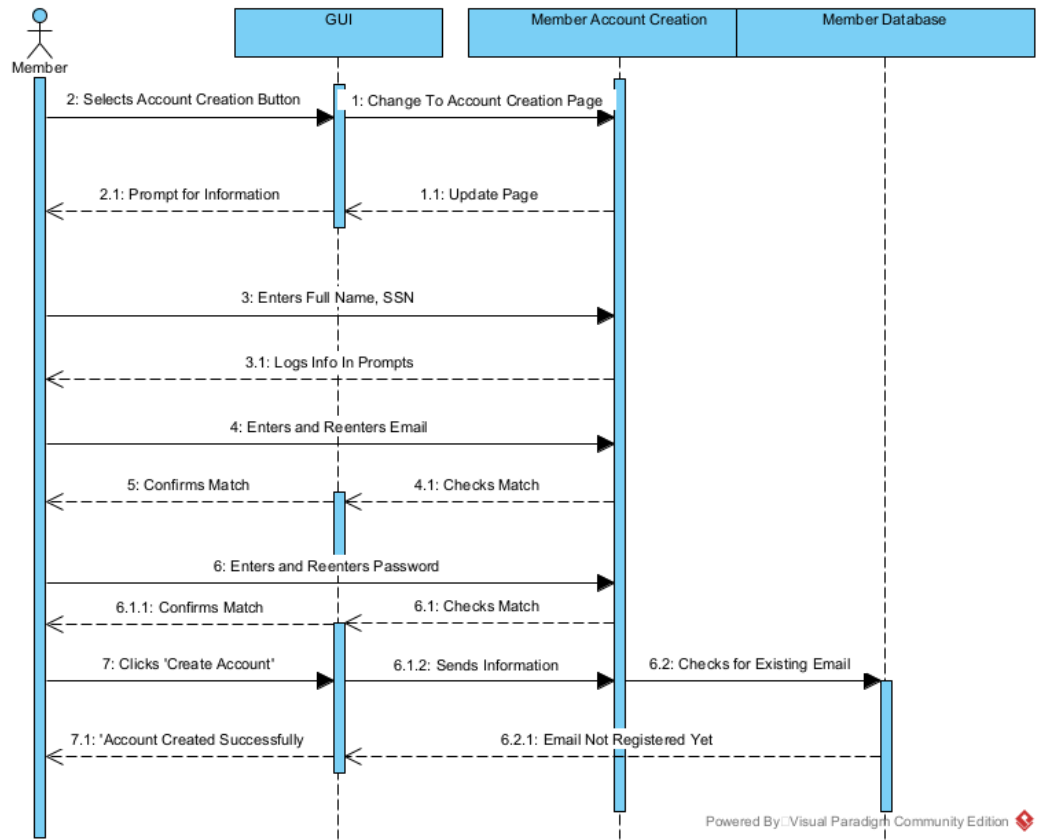 GUI
Member Account Creation
Member Database
Member
2: Selects Account Creation Button
1: Change To Account Creation Page
2.1: Prompt for Information
1.1: Update Page
3: Enters Full Name, SSN
3.1: Logs Info In Prompts
4: Enters and Reenters Email
5: Confirms Match
4.1: Checks Match
6: Enters and Reenters Password
6.1.1: Confirms Match
6.1: Checks Match
7: Clicks 'Create Account'
6.1.2: Sends Information
6.2: Checks for Existing Email
7.1: 'Account Created Successfully
6.2.1: Email Not Registered Yet
Powered By Visual Paradigm Community Edition